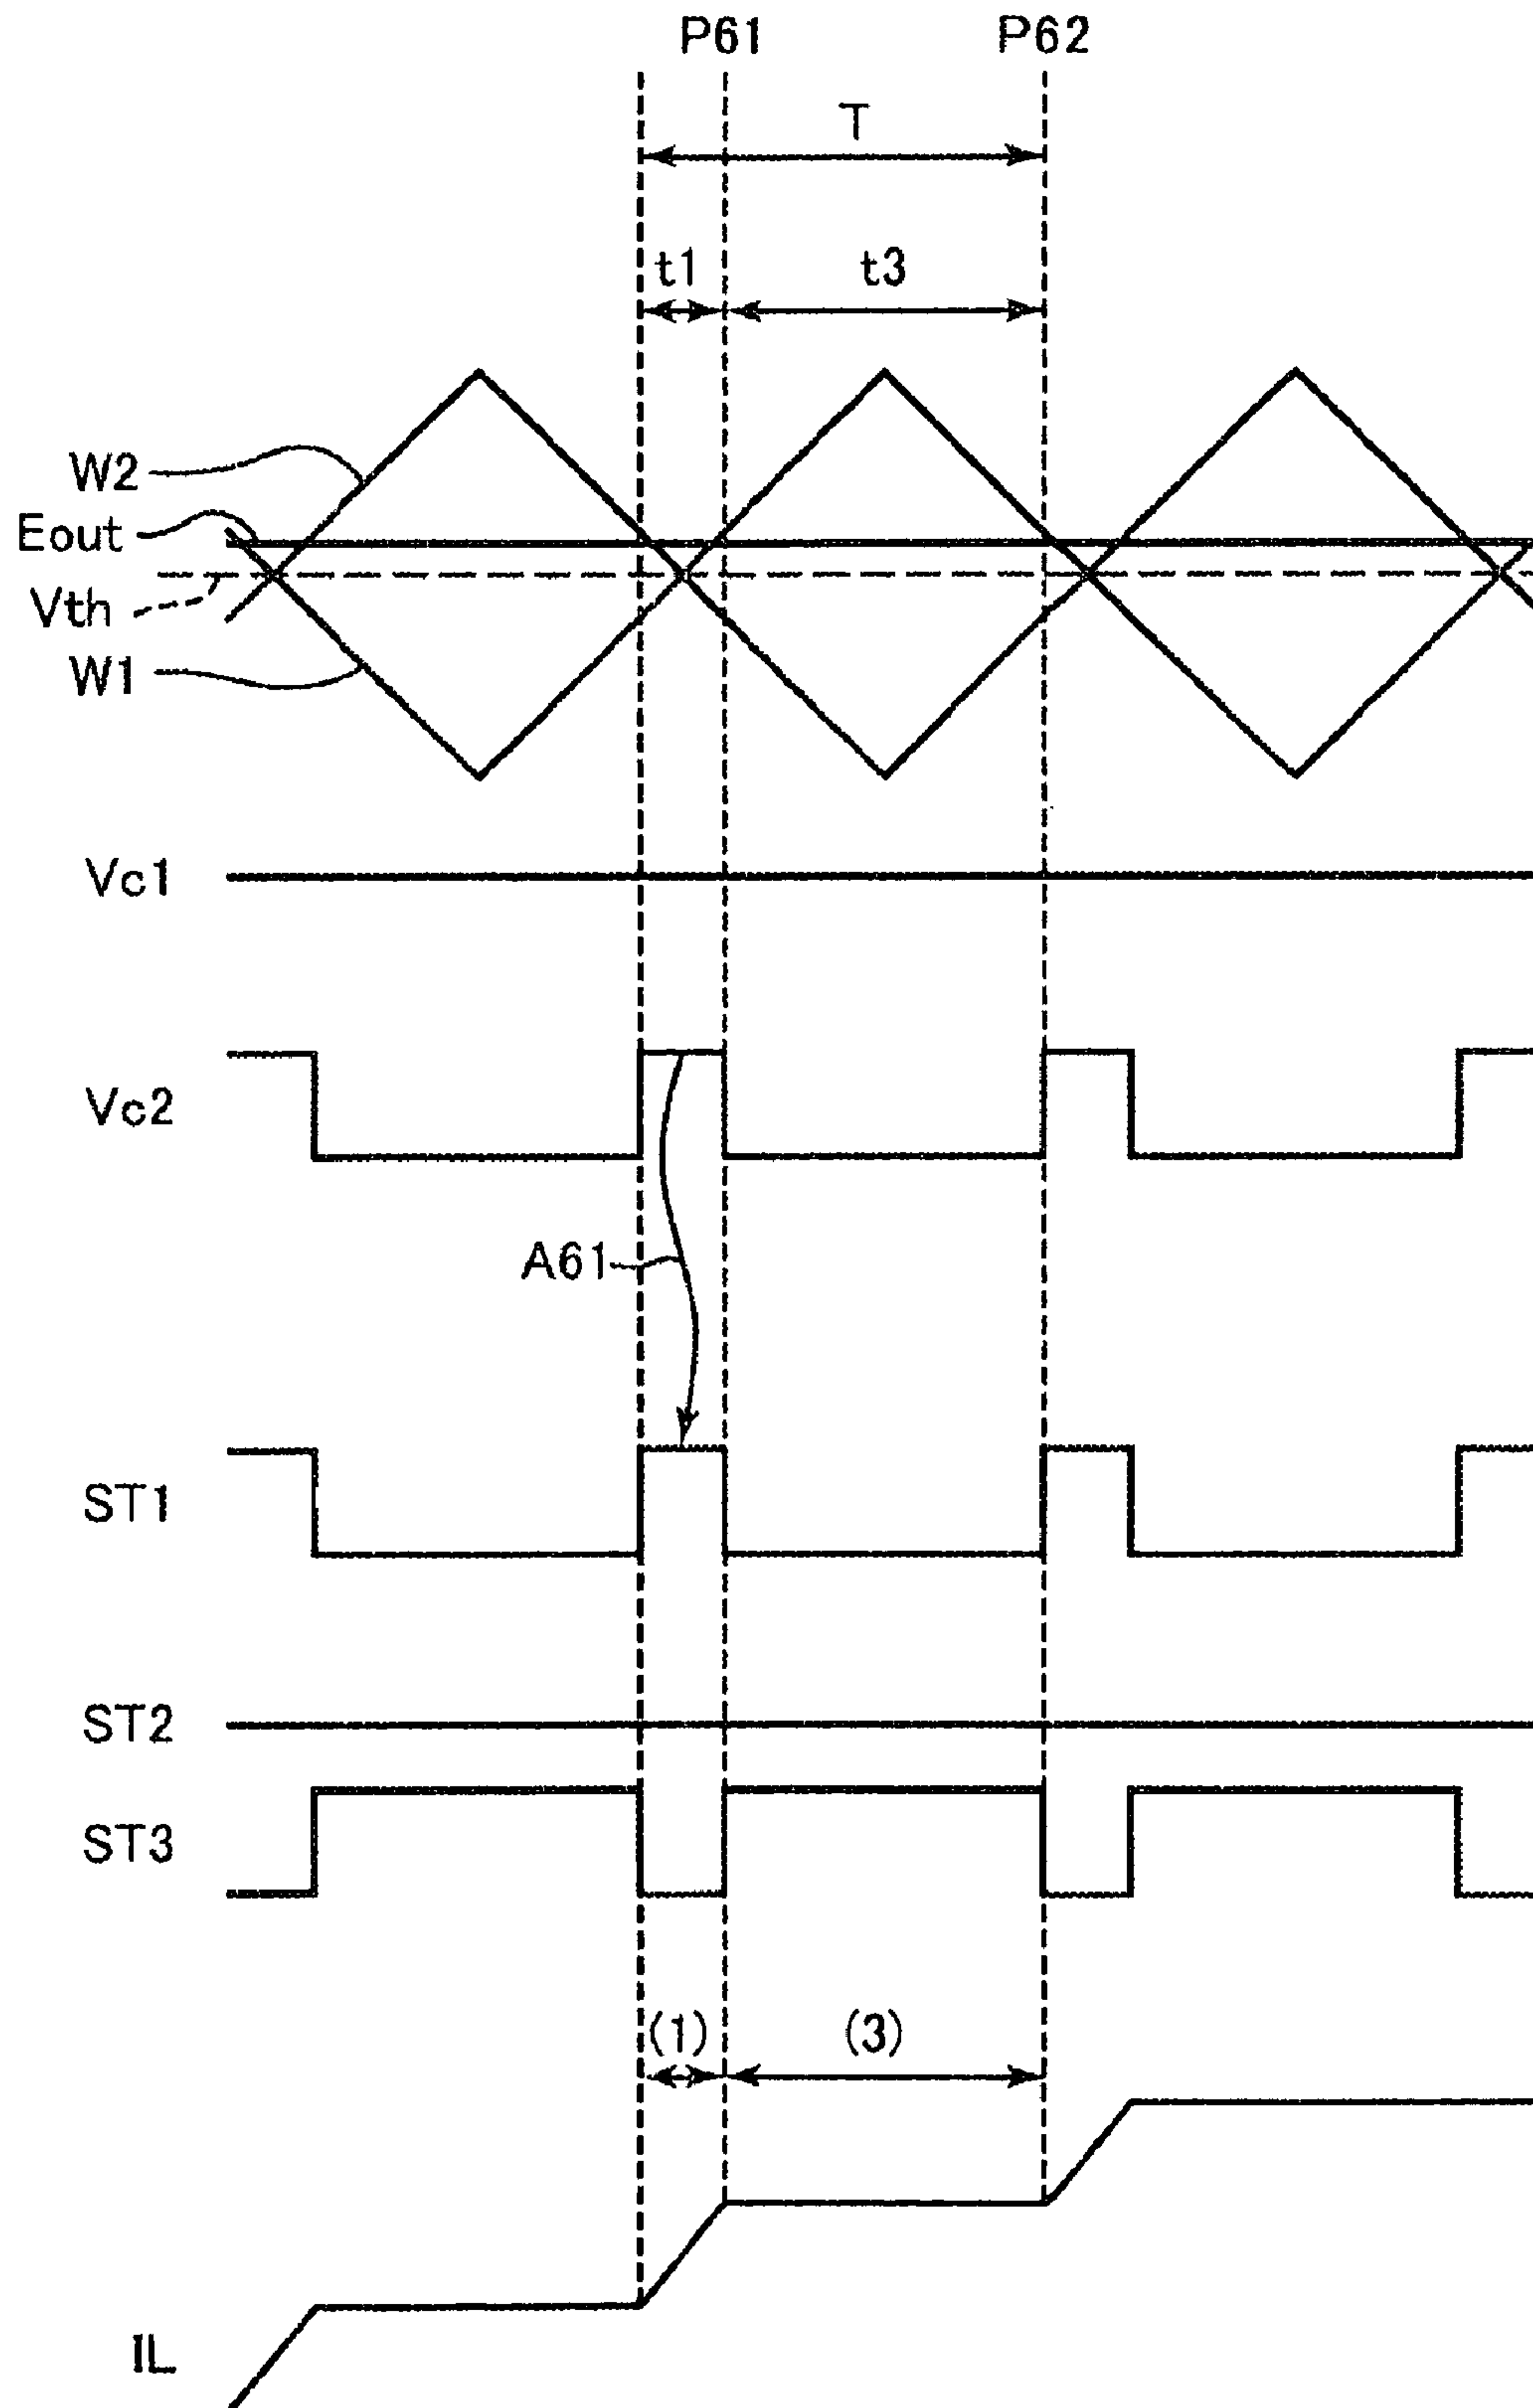 P61 P62
T
t1 t3
W2
Eout
Vth
W1
Vc1
Vc2
A61
ST1
ST2
ST3
(1) (3)
IL